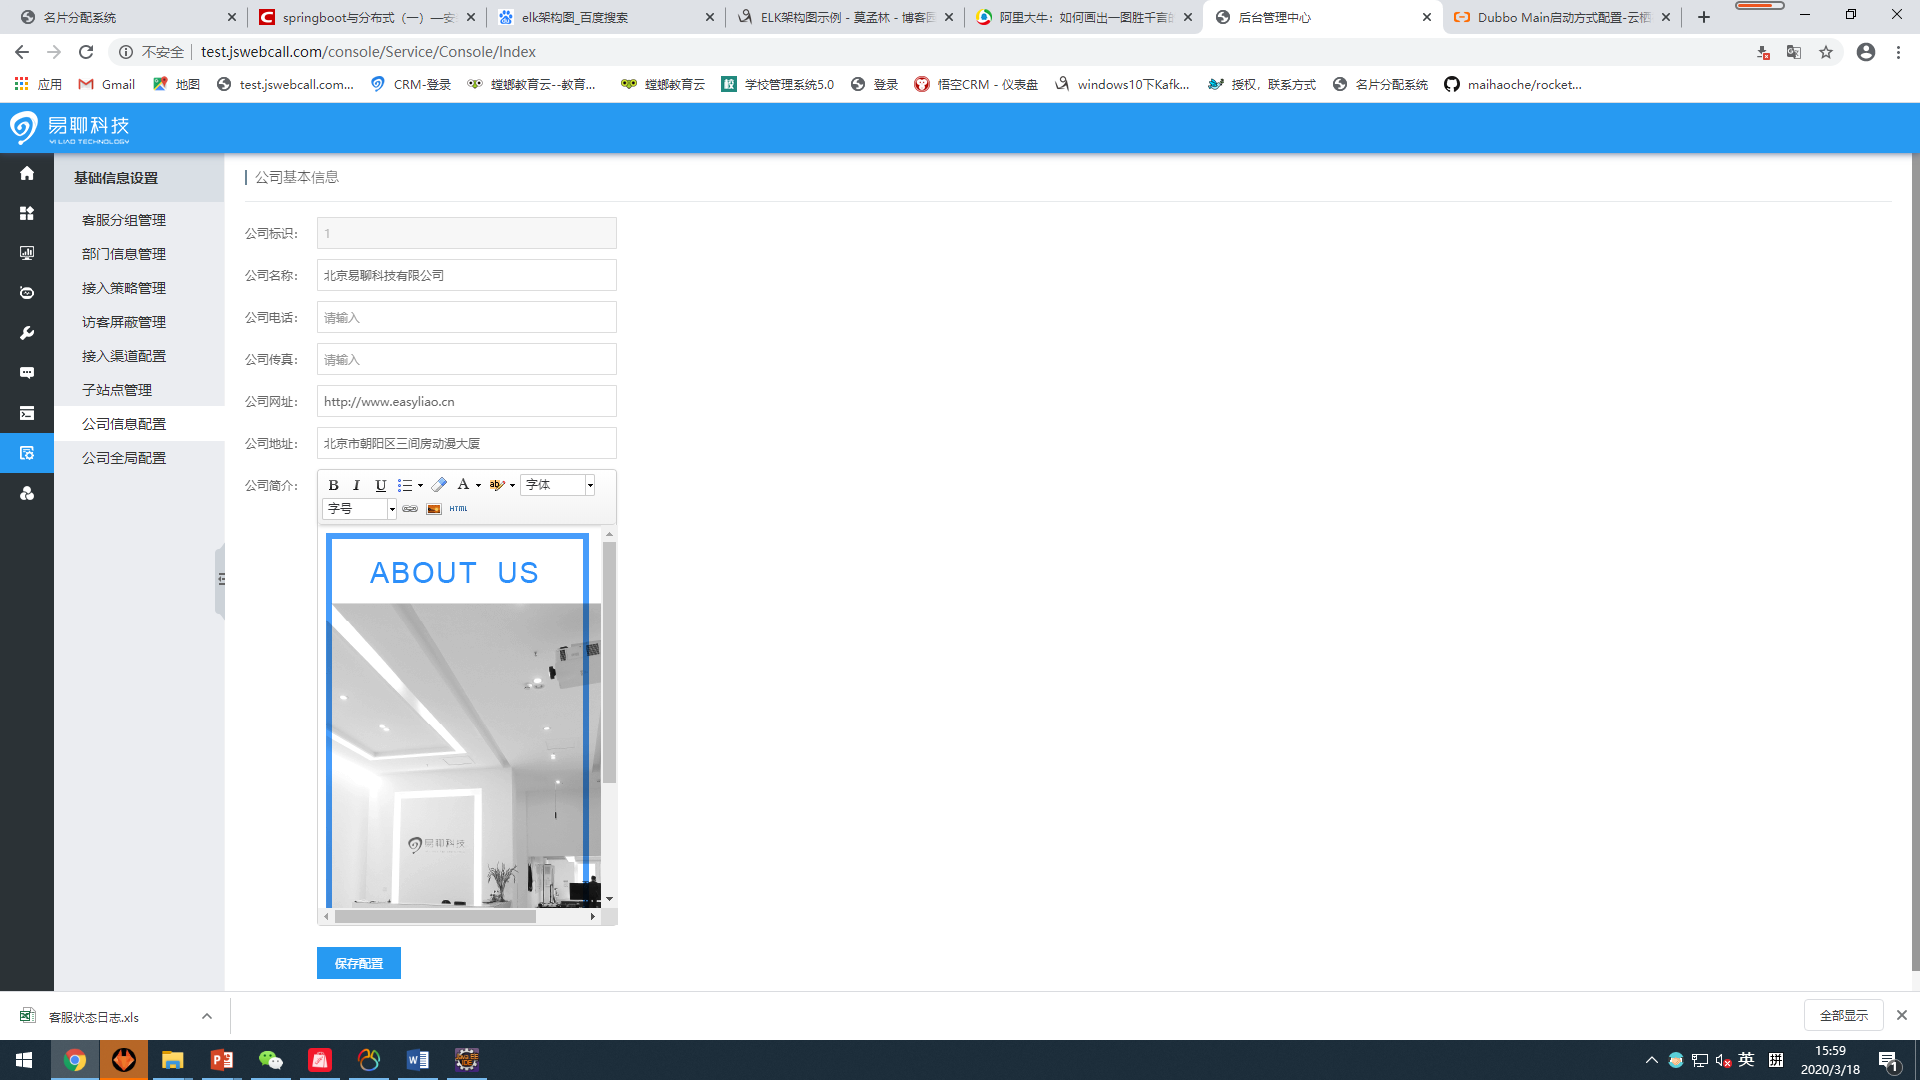 名片分配系统
springboot与分布式（一）—安
elk架构图_百度搜索
ELK架构图示例 - 莫孟林 - 博客园
阿里大牛：如何画出一图胜千言的
后台管理中心
Dubbo Main启动方式配置-云栖
不安全 test.jswebcall.com/console/Service/Console/Index
应用 Gmail 地图 test.jswebcall.com... CRM-登录 螳螂教育云--教育... 螳螂教育云 学校管理系统5.0 登录 悟空CRM - 仪表盘 windows10下Kafk... 授权，联系方式 名片分配系统 maihaoche/rocket...
易聊科技
YI LIAO TECHNOLOGY
基础信息设置
客服分组管理
部门信息管理
接入策略管理
访客屏蔽管理
接入渠道配置
子站点管理
公司信息配置
公司全局配置
公司基本信息
公司标识： 1
公司名称： 北京易聊科技有限公司
公司电话： 请输入
公司传真： 请输入
公司网址： http://www.easyliao.cn
公司地址： 北京市朝阳区三间房动漫大厦
公司简介：
B I U A ab 字体
字号 HTML
ABOUT US
易聊科技
保存配置
客服状态日志.xls
全部显示
英 拼
15:59
2020/3/18
1